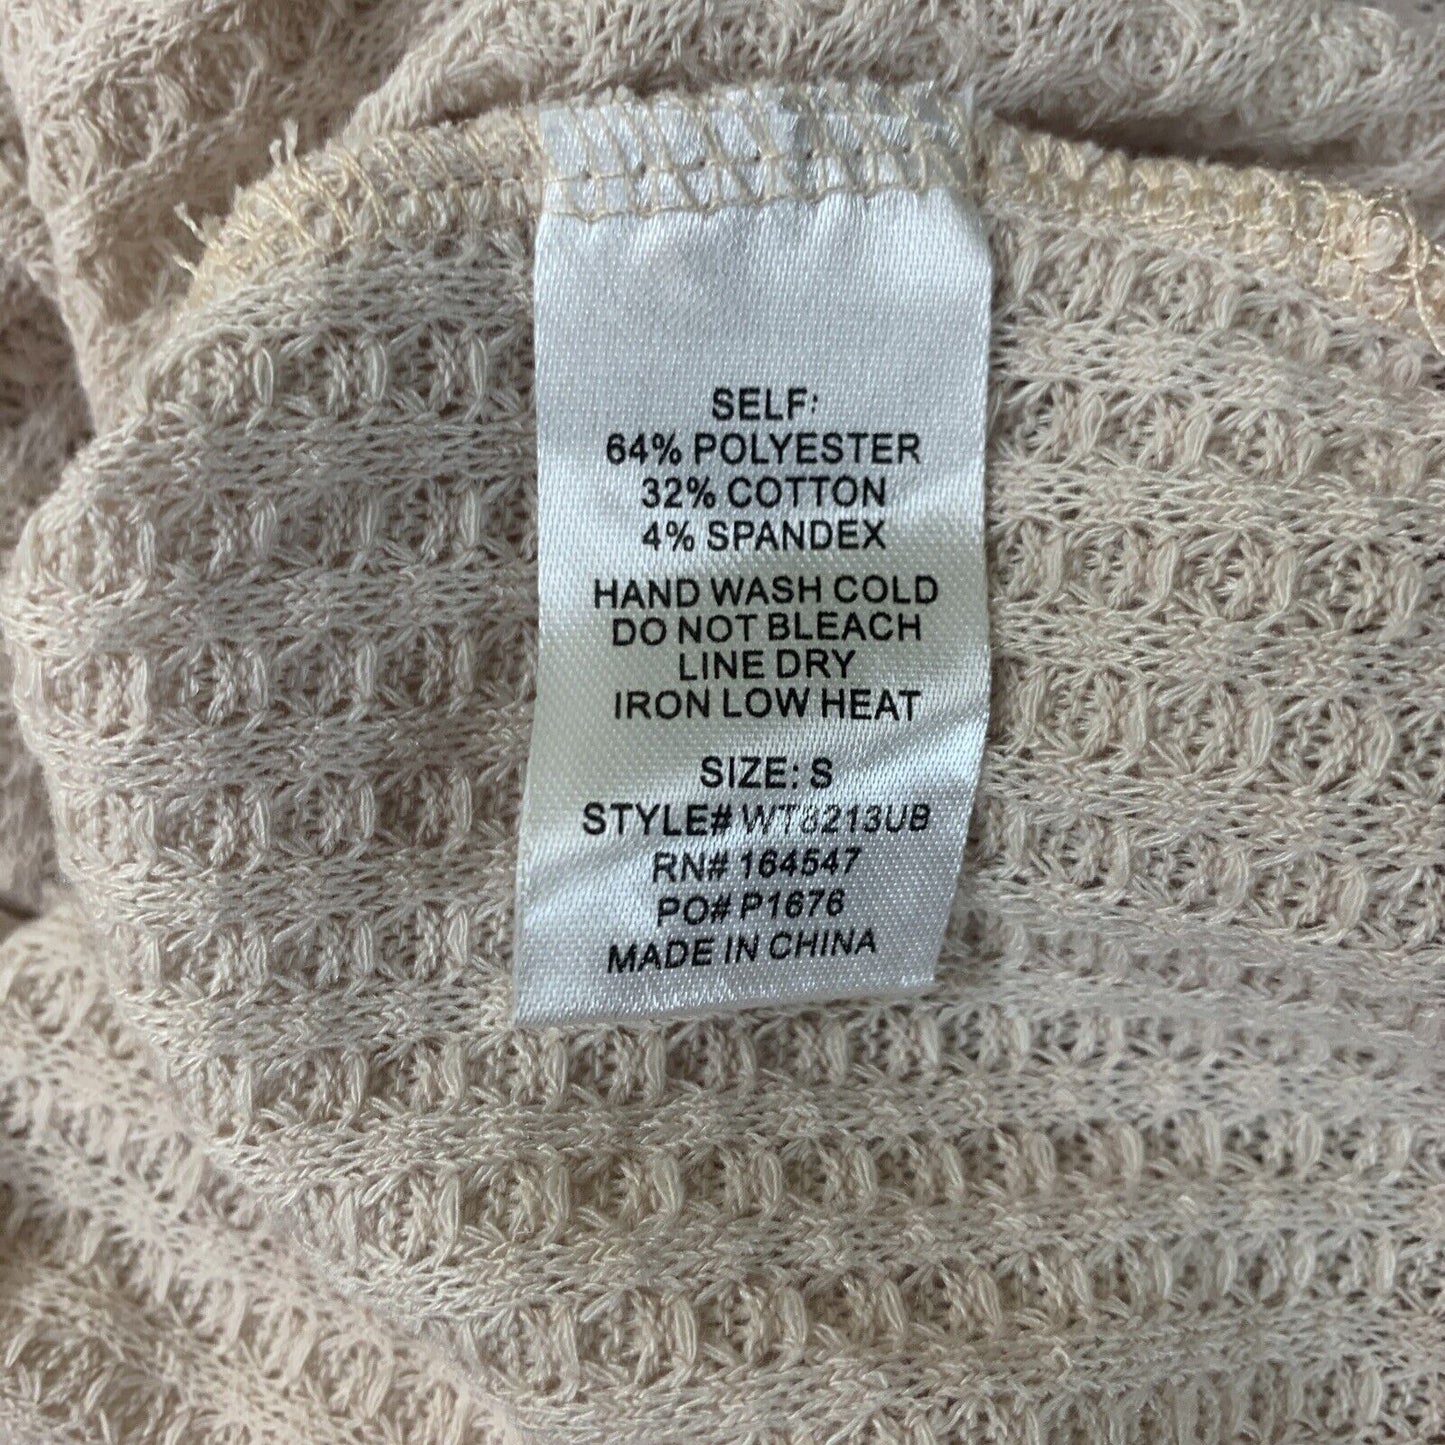 SELF:
64% POLYESTER
32% COTTON
4% SPANDEX
HAND WASH COLD
DO NOT BLEACH
LINE DRY
IRON LOW HEAT
SIZE: S
STYLE# WT8213UB
RN# 164547
PO# P1676
MADE IN CHINA